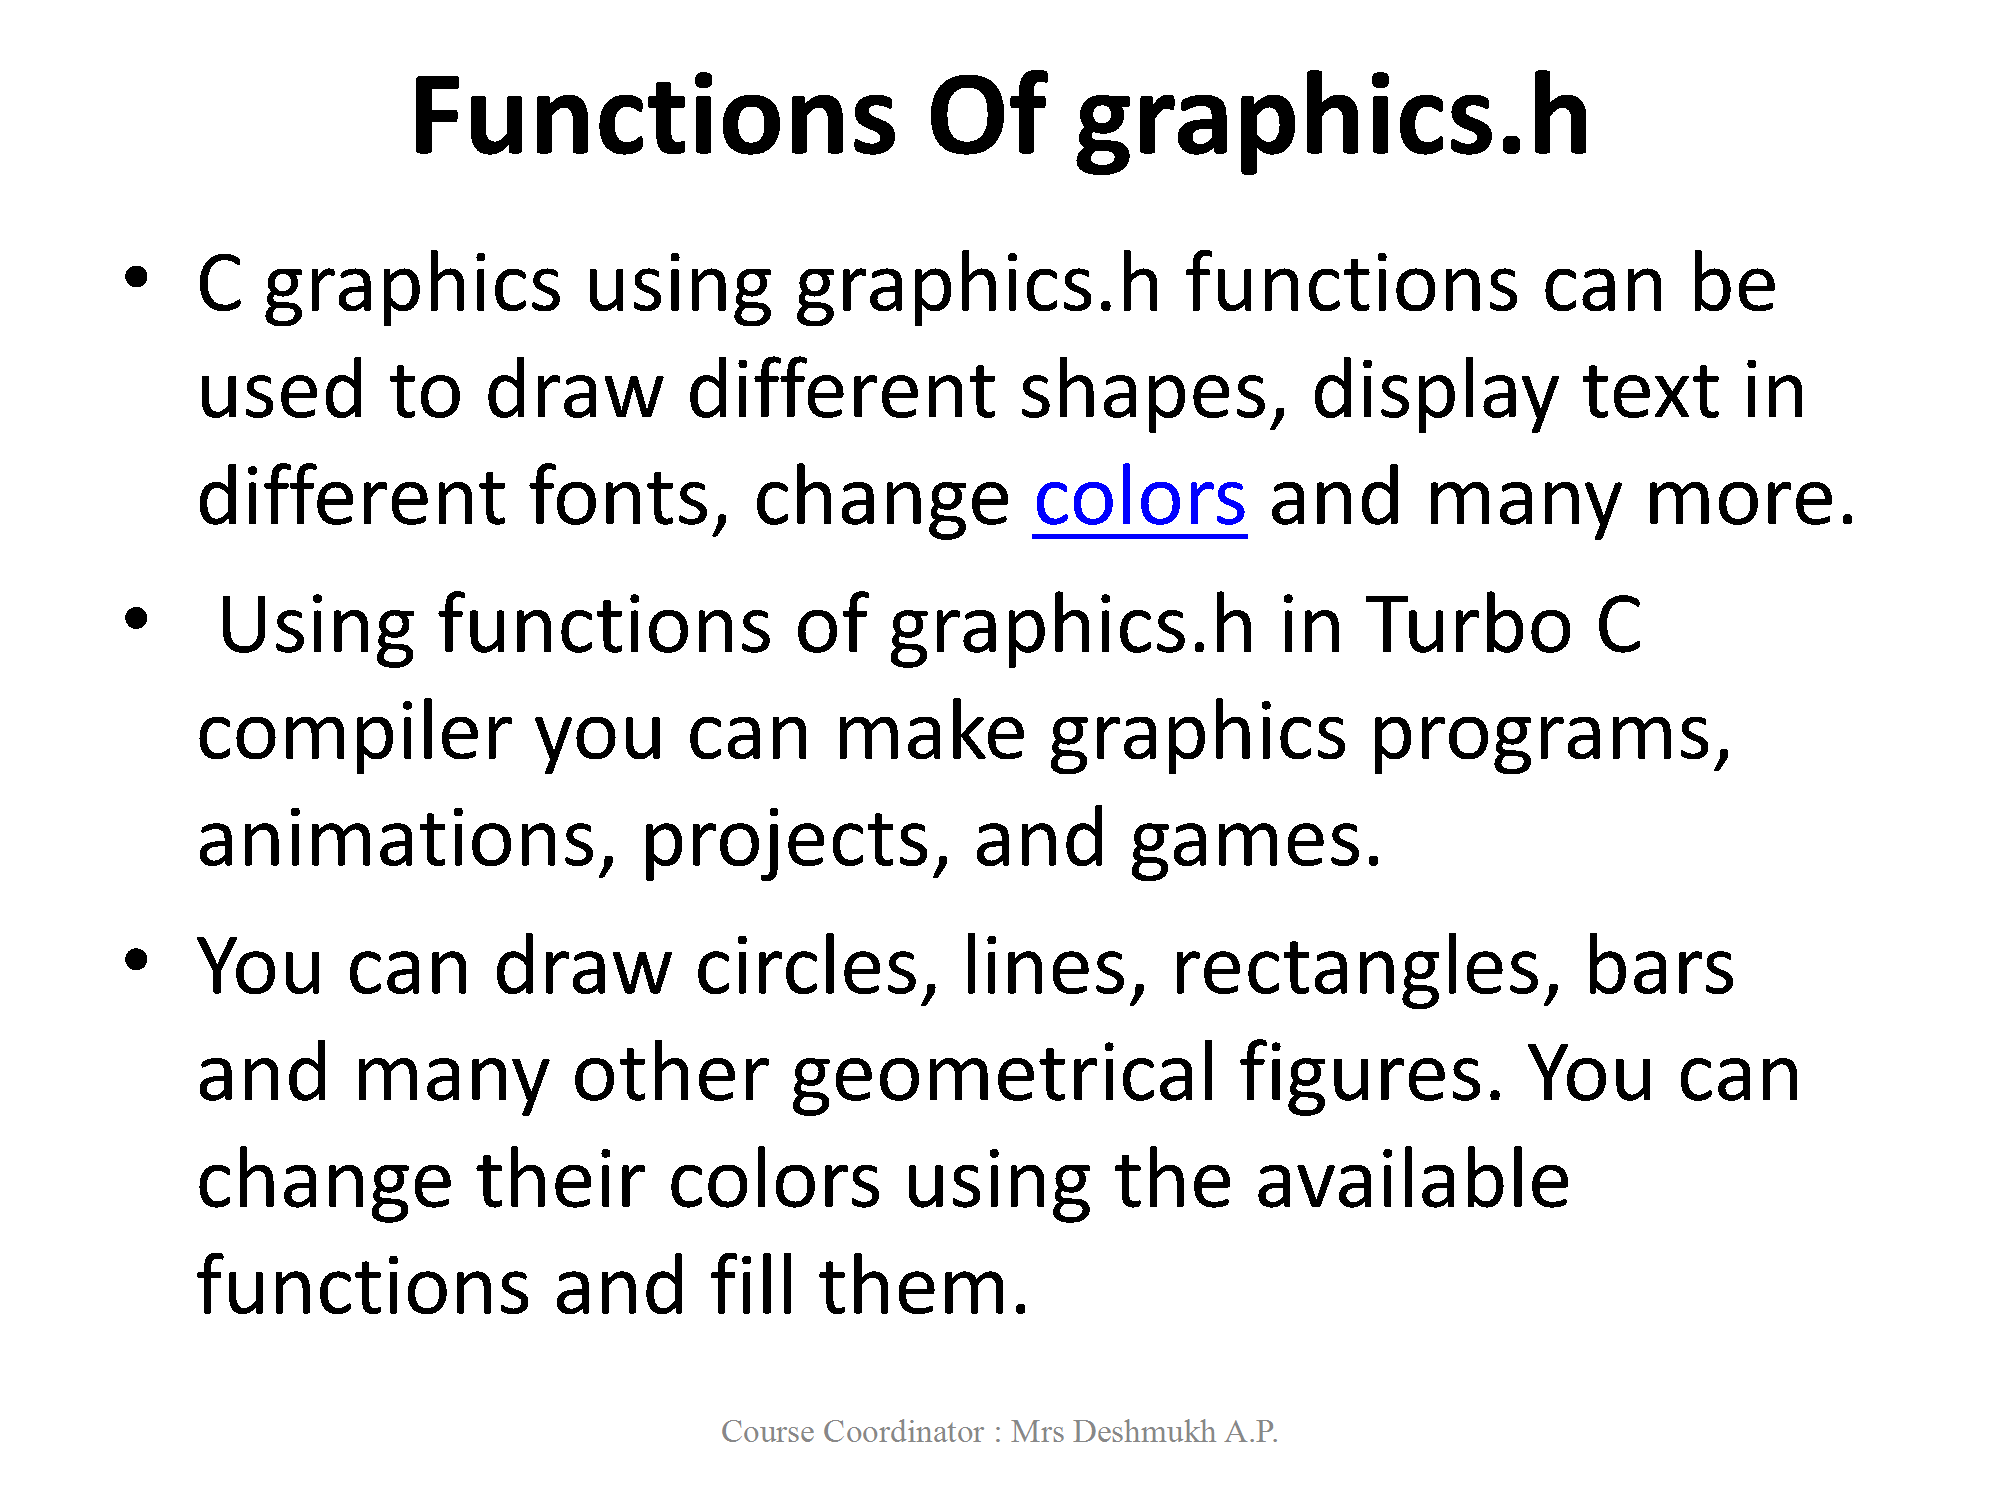 Functions Of graphics.h
• C graphics using graphics.h functions can be
used to draw different shapes, display text in
different fonts, change colors and many more.
• Using functions of graphics.h in Turbo C
compiler you can make graphics programs,
animations, projects, and games.
• You can draw circles, lines, rectangles, bars
and many other geometrical figures. You can
change their colors using the available
functions and fill them.
Course Coordinator : Mrs Deshmukh A.P.